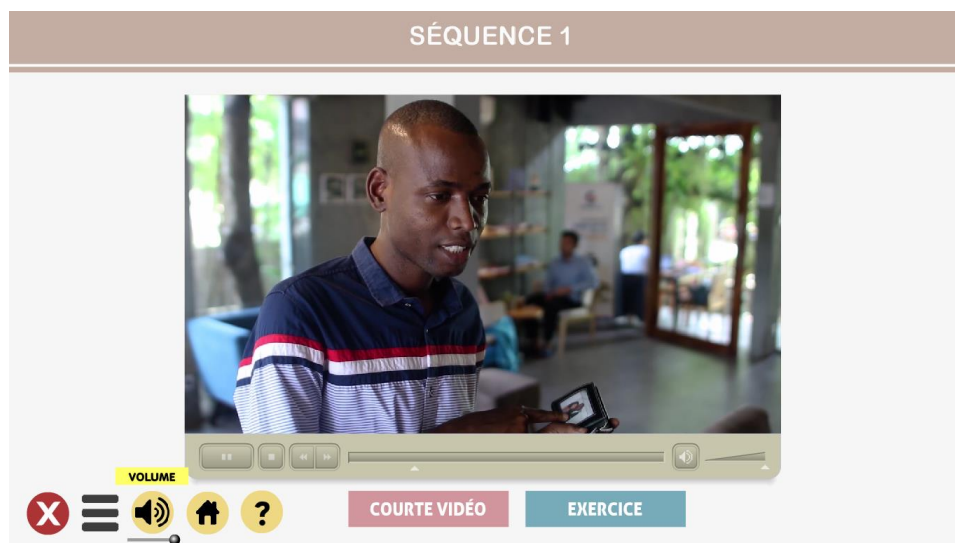 SÉQUENCE 1
VOLUME
?
COURTE VIDÉO
EXERCICE